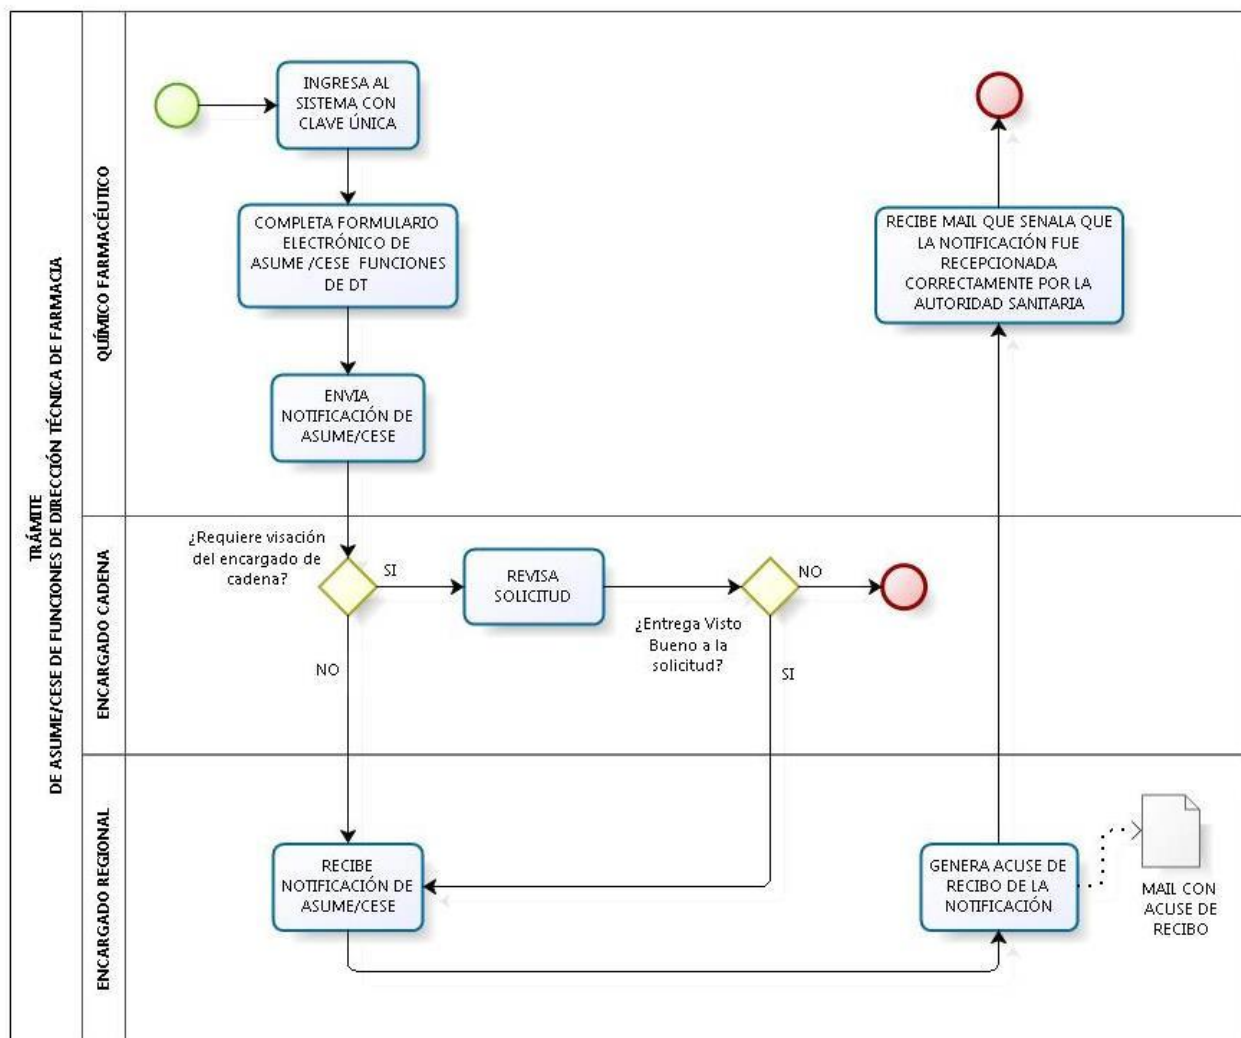 TRÁMITE
DE ASUME/CESE DE FUNCIONES DE DIRECCIÓN TÉCNICA DE FARMACIA
QUÍMICO FARMACÉUTICO
INGRESA AL
SISTEMA CON
CLAVE ÚNICA
COMPLETA FORMULARIO
ELECTRÓNICO DE
ASUME /CESE FUNCIONES
DE DT
ENVIA
NOTIFICACIÓN DE
ASUME/CESE
RECIBE MAIL QUE SENALA QUE
LA NOTIFICACIÓN FUE
RECEPCIONADA
CORRECTAMENTE POR LA
AUTORIDAD SANITARIA
ENCARGADO CADENA
¿Requiere visación
del encargado de
cadena?
SI
NO
REVISA
SOLICITUD
¿Entrega Visto
Bueno a la
solicitud?
NO
SI
ENCARGADO REGIONAL
RECIBE
NOTIFICACIÓN DE
ASUME/CESE
GENERA ACUSE DE
RECIBO DE LA
NOTIFICACIÓN
MAIL CON
ACUSE DE
RECIBO